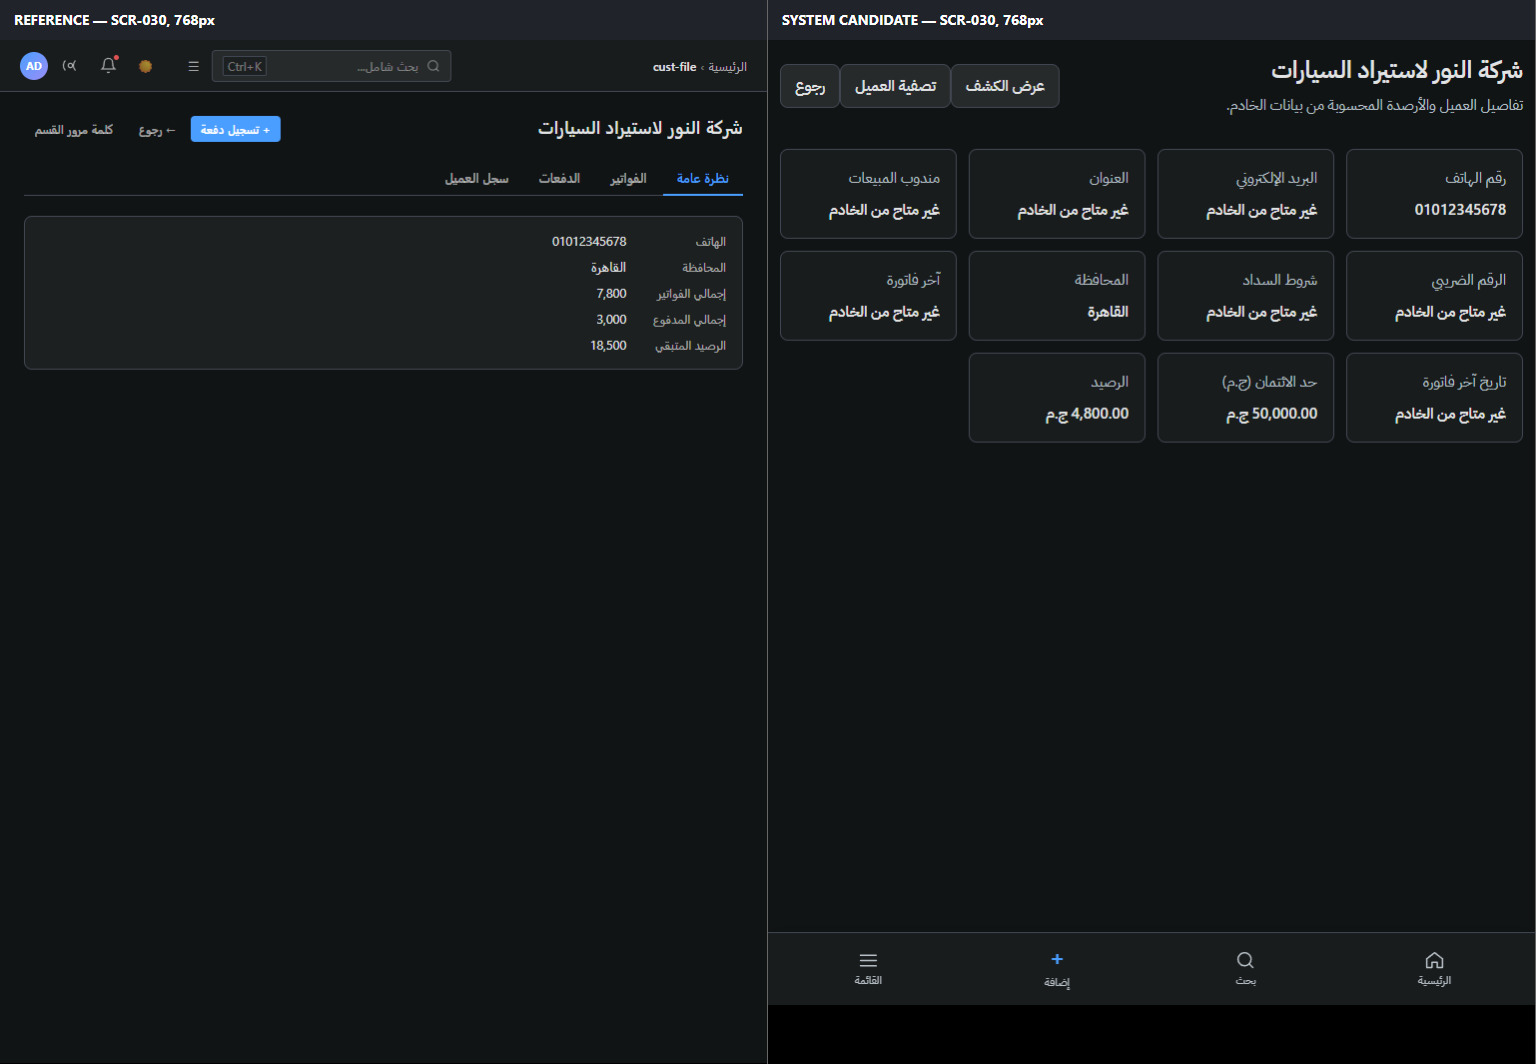 REFERENCE — SCR-030, 768px
الرئيسية › cust-file
بحث شامل... Ctrl+K
AD
شركة النور لاستيراد السيارات
+ تسجيل دفعة
← رجوع
كلمة مرور القسم
نظرة عامة
الفواتير
الدفعات
سجل العميل
الهاتف 01012345678
المحافظة القاهرة
إجمالي الفواتير 7,800
إجمالي المدفوع 3,000
الرصيد المتبقي 18,500
SYSTEM CANDIDATE — SCR-030, 768px
شركة النور لاستيراد السيارات
تفاصيل العميل والأرصدة المحسوبة من بيانات الخادم.
عرض الكشف
تصفية العميل
رجوع
رقم الهاتف
01012345678
البريد الإلكتروني
غير متاح من الخادم
العنوان
غير متاح من الخادم
مندوب المبيعات
غير متاح من الخادم
الرقم الضريبي
غير متاح من الخادم
شروط السداد
غير متاح من الخادم
المحافظة
القاهرة
آخر فاتورة
غير متاح من الخادم
تاريخ آخر فاتورة
غير متاح من الخادم
حد الائتمان (ج.م)
50,000.00 ج.م
الرصيد
4,800.00 ج.م
الرئيسية
بحث
+
إضافة
القائمة